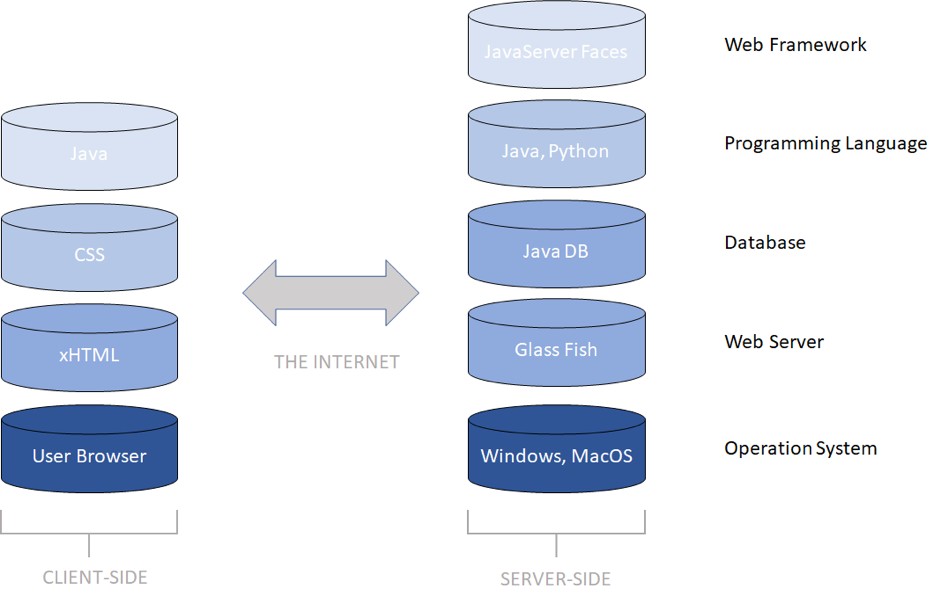 JavaServer Faces
Web Framework
Java
Java, Python
Programming Language
CSS
Java DB
Database
THE INTERNET
xHTML
Glass Fish
Web Server
User Browser
Windows, MacOS
Operation System
CLIENT-SIDE
SERVER-SIDE